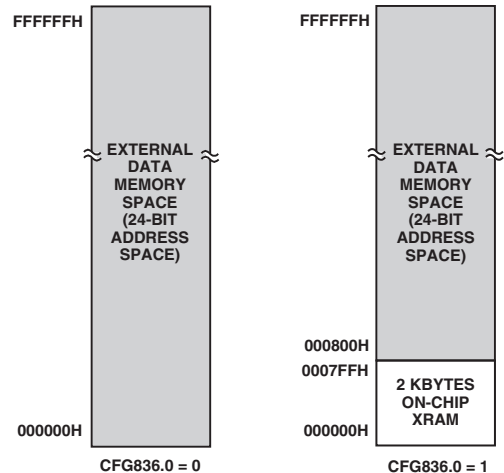 FFFFFFH
EXTERNAL
DATA
MEMORY
SPACE
(24-BIT
ADDRESS
SPACE)
000000H
CFG836.0 = 0
FFFFFFH
EXTERNAL
DATA
MEMORY
SPACE
(24-BIT
ADDRESS
SPACE)
000800H
0007FFH
2 KBYTES
ON-CHIP
XRAM
000000H
CFG836.0 = 1